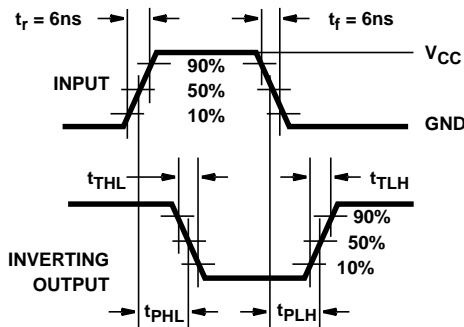 tr = 6ns
tf = 6ns
VCC
90%
INPUT
50%
10%
GND
tTHL
tTLH
90%
50%
INVERTING
10%
OUTPUT
tPHL
tPLH